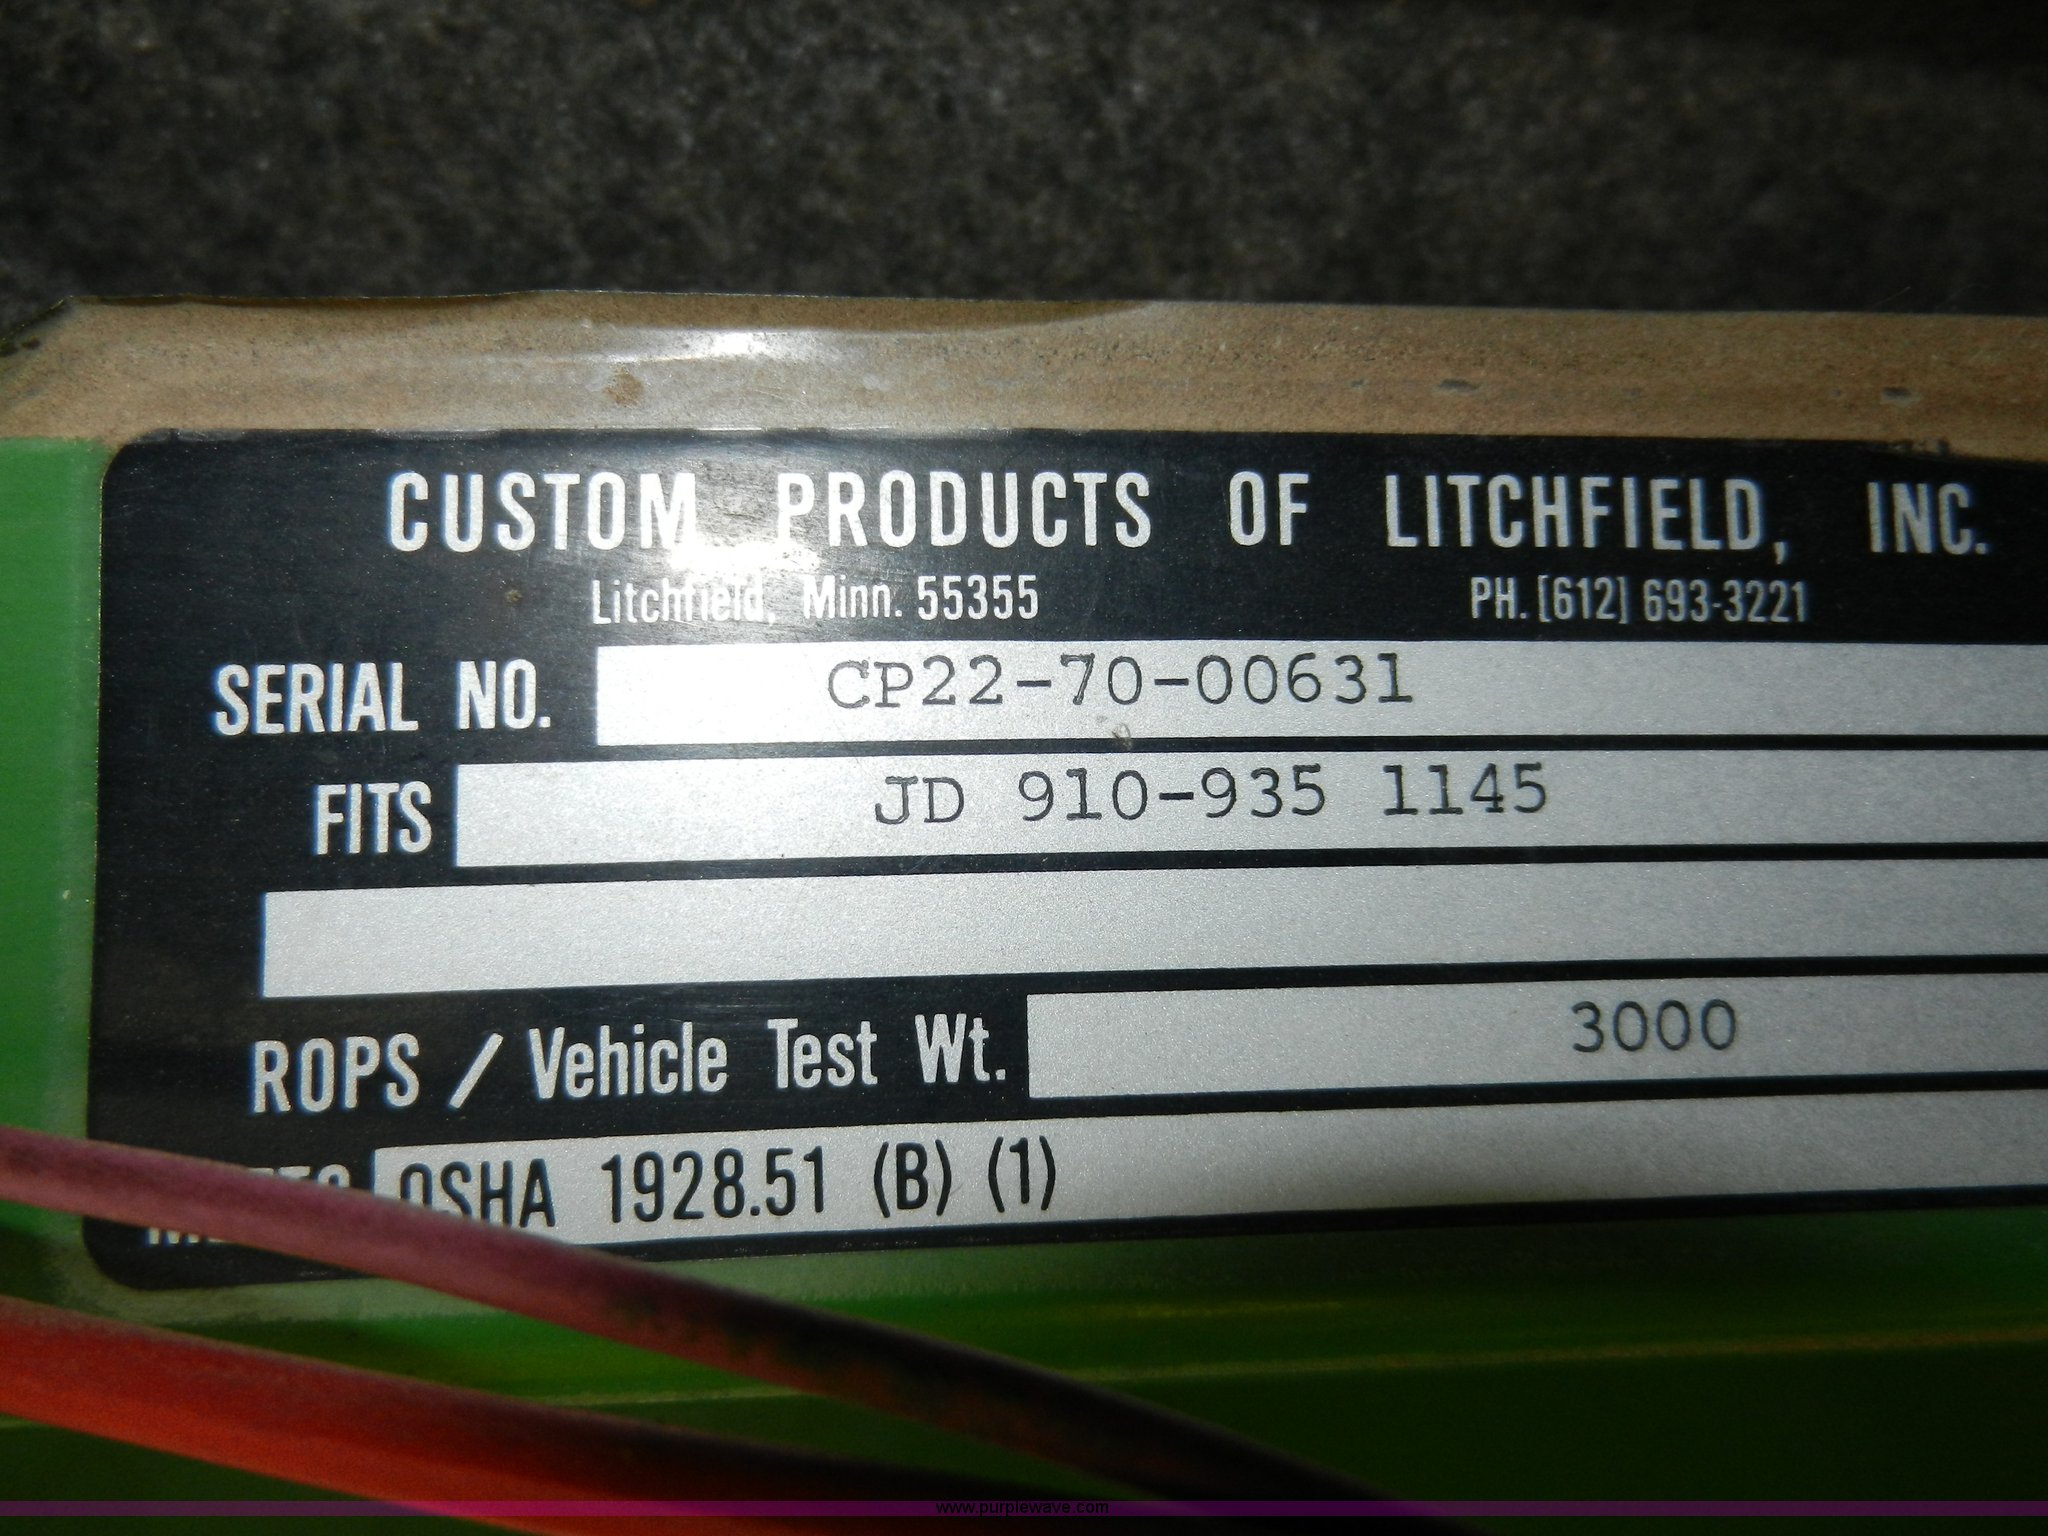 CUSTOM PRODUCTS OF LITCHFIELD, INC.
Litchfield, Minn. 55355 PH. [612] 693-3221
SERIAL NO. CP22-70-00631
FITS JD 910-935 1145
ROPS / Vehicle Test Wt. 3000
OSHA 1928.51 (B) (1)
www.purplewave.com